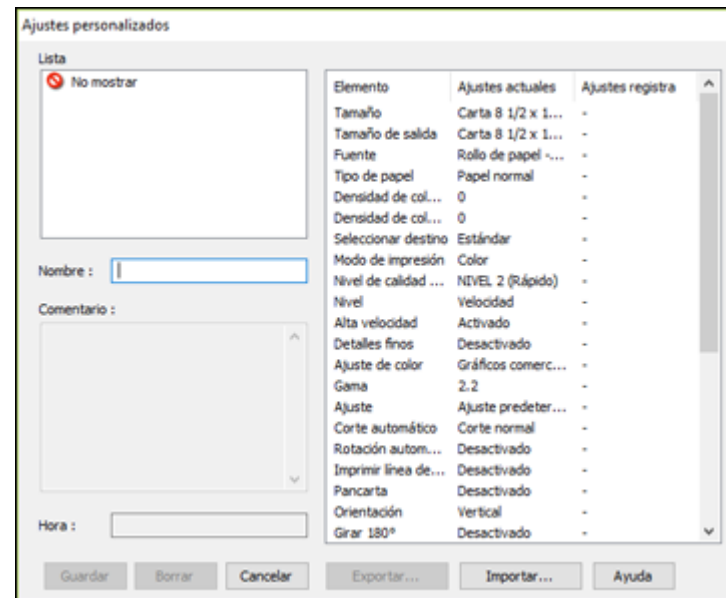 Ajustes personalizados
Lista
No mostrar
Nombre :
Comentario :
Hora :
Elemento Ajustes actuales Ajustes registra
Tamaño Carta 8 1/2 x 1... -
Tamaño de salida Carta 8 1/2 x 1... -
Fuente Rollo de papel -... -
Tipo de papel Papel normal -
Densidad de col... 0 -
Densidad de col... 0 -
Seleccionar destino Estándar -
Modo de impresión Color -
Nivel de calidad ... NIVEL 2 (Rápido) -
Nivel Velocidad -
Alta velocidad Activado -
Detalles finos Desactivado -
Ajuste de color Gráficos comerc... -
Gama 2.2 -
Ajuste Ajuste predeter... -
Corte automático Corte normal -
Rotación autom... Desactivado -
Imprimir línea de... Desactivado -
Pancarta Desactivado -
Orientación Vertical -
Girar 180° Desactivado -
Guardar Borrar Cancelar Exportar... Importar... Ayuda